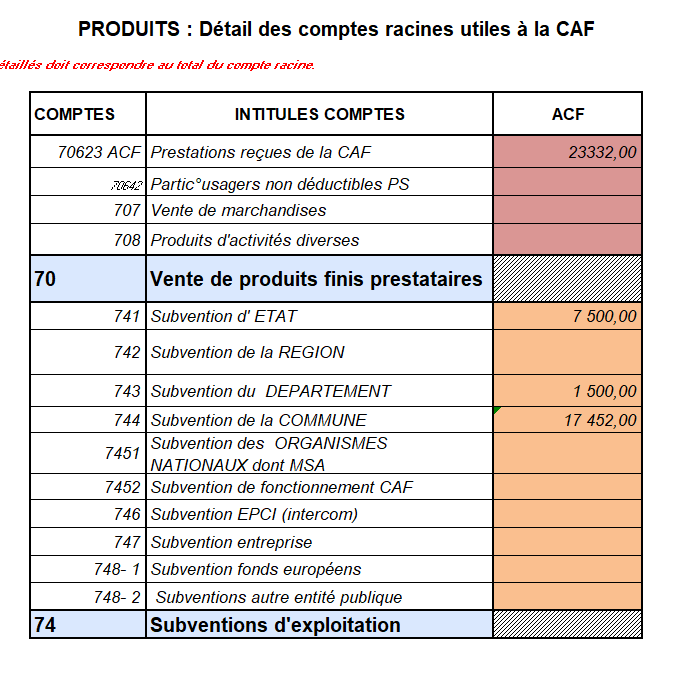 PRODUITS : Détail des comptes racines utiles à la CAF
étaillés doit correspondre au total du compte racine.
COMPTES INTITULES COMPTES ACF
70623 ACF Prestations reçues de la CAF 23332,00
70642 Partic°usagers non déductibles PS
707 Vente de marchandises
708 Produits d'activités diverses
70 Vente de produits finis prestataires
741 Subvention d' ETAT 7 500,00
742 Subvention de la REGION
743 Subvention du DEPARTEMENT 1 500,00
744 Subvention de la COMMUNE 17 452,00
7451 Subvention des ORGANISMES
NATIONAUX dont MSA
7452 Subvention de fonctionnement CAF
746 Subvention EPCI (intercom)
747 Subvention entreprise
748- 1 Subvention fonds européens
748- 2 Subventions autre entité publique
74 Subventions d'exploitation